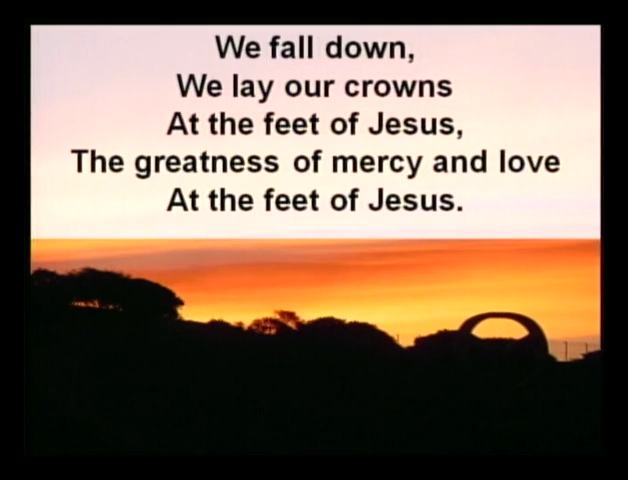 We fall down,
We lay our crowns
At the feet of Jesus,
The greatness of mercy and love
At the feet of Jesus.